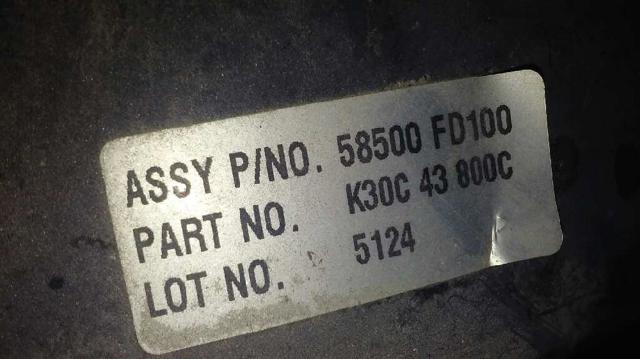 ASSY P/NO. 58500 FD100
PART NO. K30C 43 800C
LOT NO. 5124